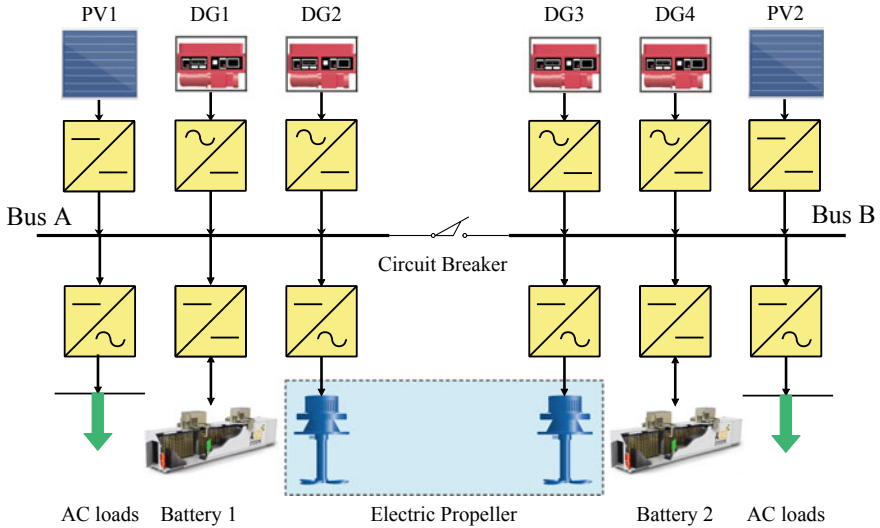 PV1 DG1 DG2 DG3 DG4 PV2
Bus A Bus B
Circuit Breaker
AC loads Battery 1 Electric Propeller Battery 2 AC loads